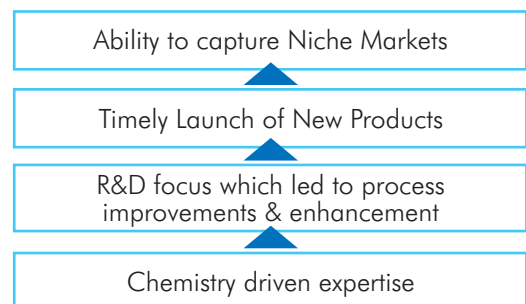 Ability to capture Niche Markets
Timely Launch of New Products
R&D focus which led to process
improvements & enhancement
Chemistry driven expertise